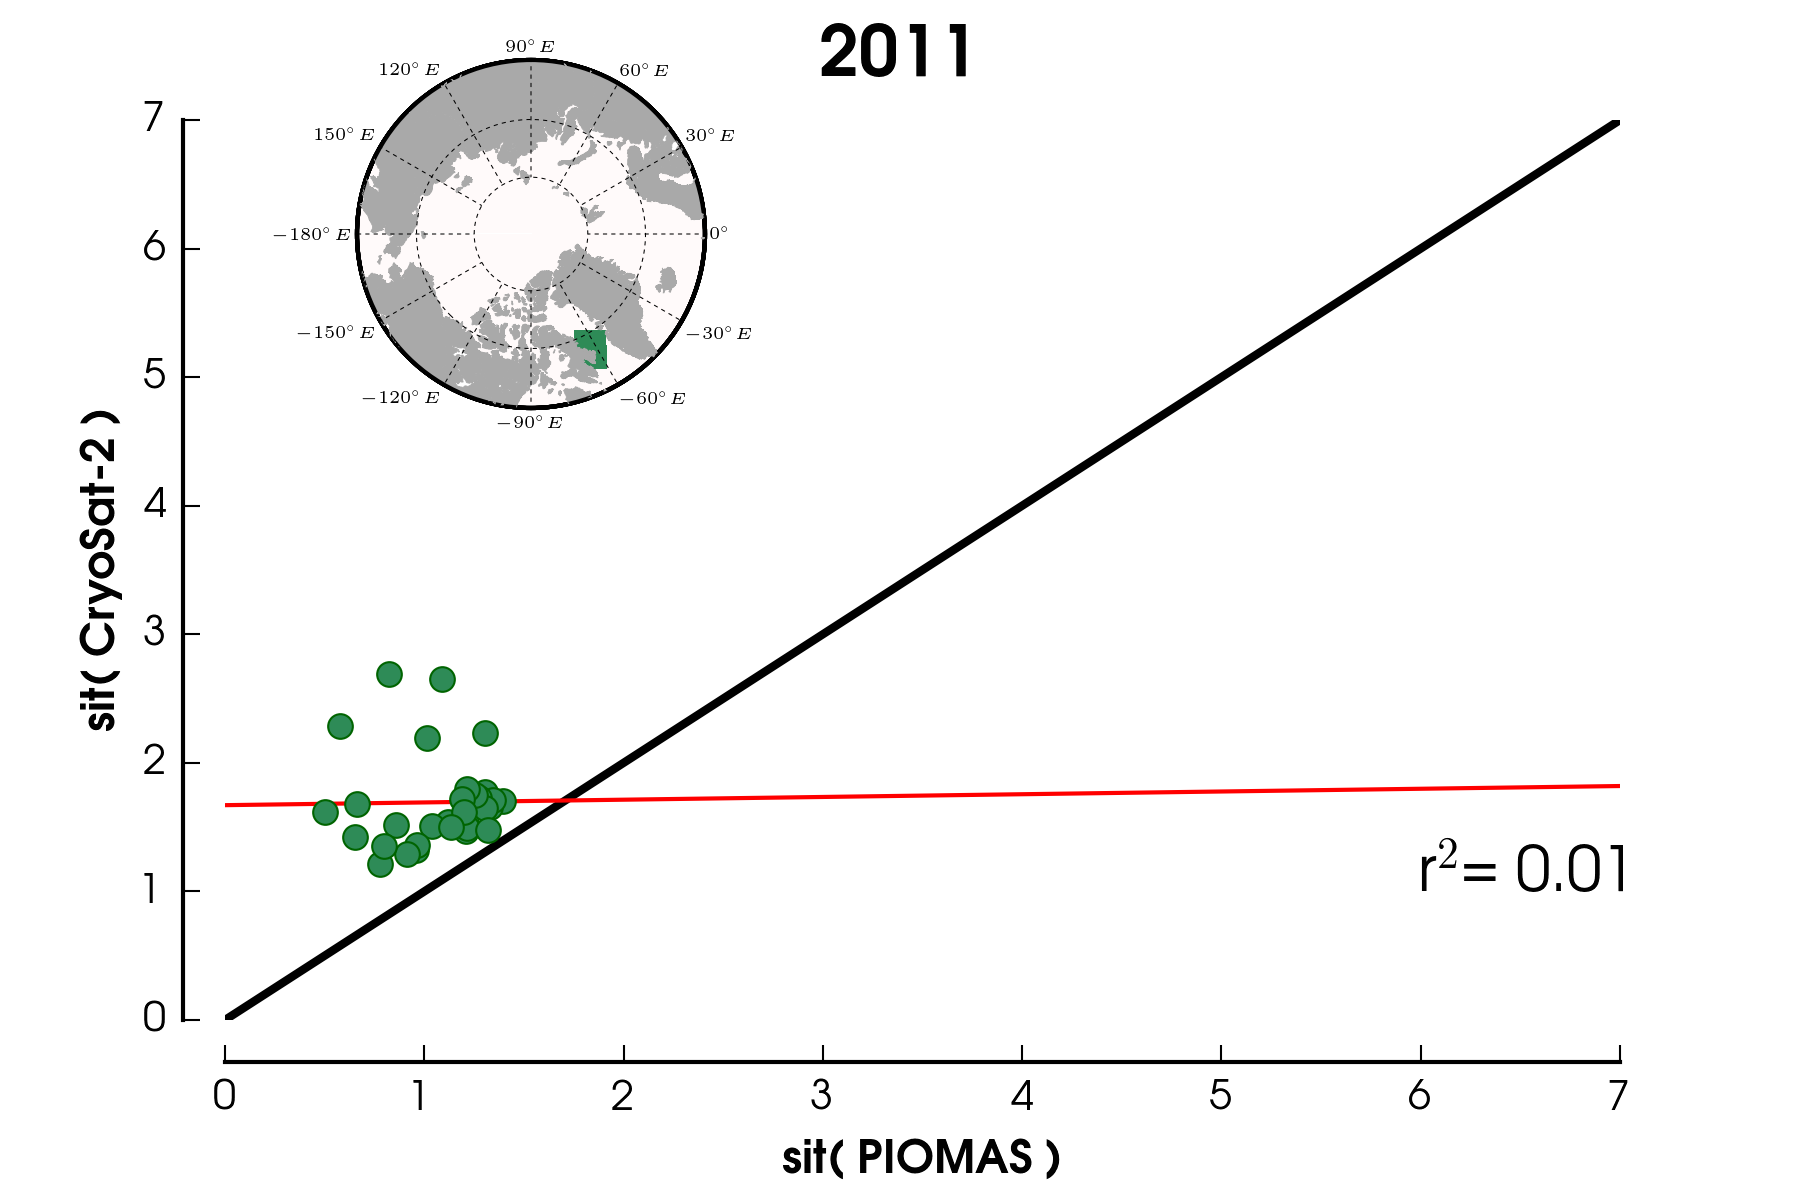 2011
90° E
120° E
60° E
150° E
30° E
−180° E
0°
−150° E
−30° E
−120° E
−60° E
−90° E
7
6
5
4
3
2
1
0
sit( CryoSat-2 )
r²= 0.01
0 1 2 3 4 5 6 7
sit( PIOMAS )